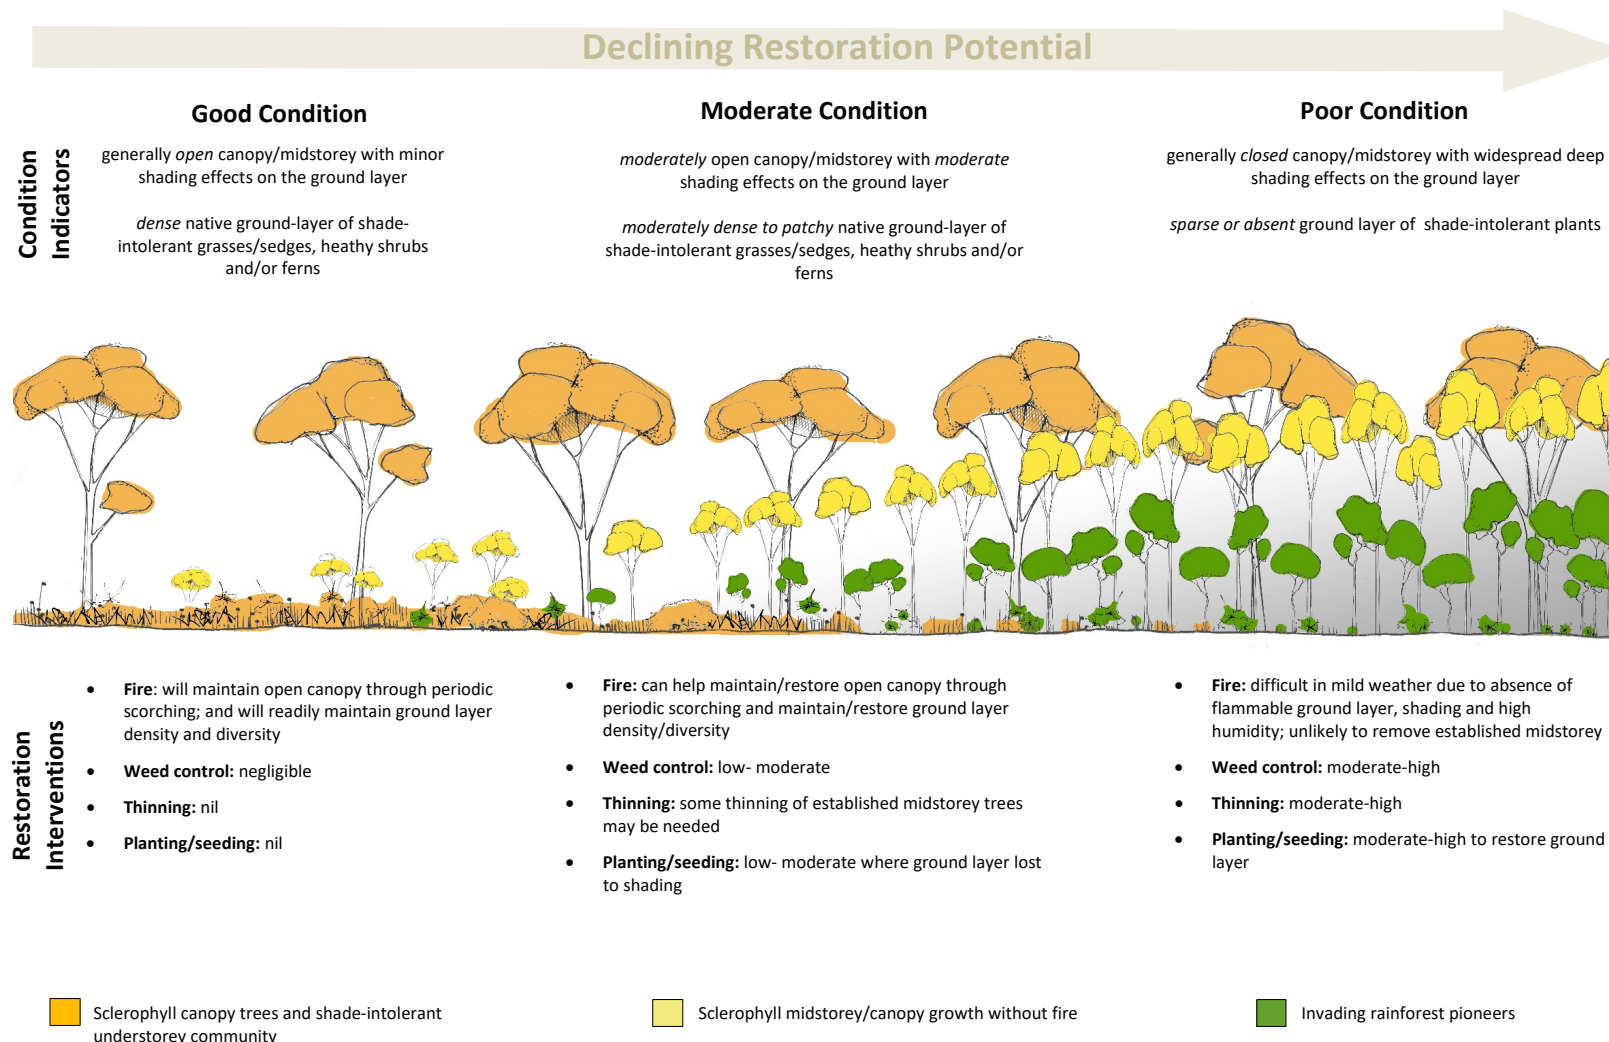 Declining Restoration Potential
Good Condition
Moderate Condition
Poor Condition
Condition
Indicators
generally open canopy/midstorey with minor
shading effects on the ground layer
dense native ground-layer of shade-
intolerant grasses/sedges, heathy shrubs
and/or ferns
moderately open canopy/midstorey with moderate
shading effects on the ground layer
moderately dense to patchy native ground-layer of
shade-intolerant grasses/sedges, heathy shrubs and/or
ferns
generally closed canopy/midstorey with widespread deep
shading effects on the ground layer
sparse or absent ground layer of shade-intolerant plants
Restoration
Interventions
• Fire: will maintain open canopy through periodic
scorching; and will readily maintain ground layer
density and diversity
• Weed control: negligible
• Thinning: nil
• Planting/seeding: nil
• Fire: can help maintain/restore open canopy through
periodic scorching and maintain/restore ground layer
density/diversity
• Weed control: low- moderate
• Thinning: some thinning of established midstorey trees
may be needed
• Planting/seeding: low- moderate where ground layer lost
to shading
• Fire: difficult in mild weather due to absence of
flammable ground layer, shading and high
humidity; unlikely to remove established midstorey
• Weed control: moderate-high
• Thinning: moderate-high
• Planting/seeding: moderate-high to restore ground
layer
Sclerophyll canopy trees and shade-intolerant
understorey community
Sclerophyll midstorey/canopy growth without fire
Invading rainforest pioneers